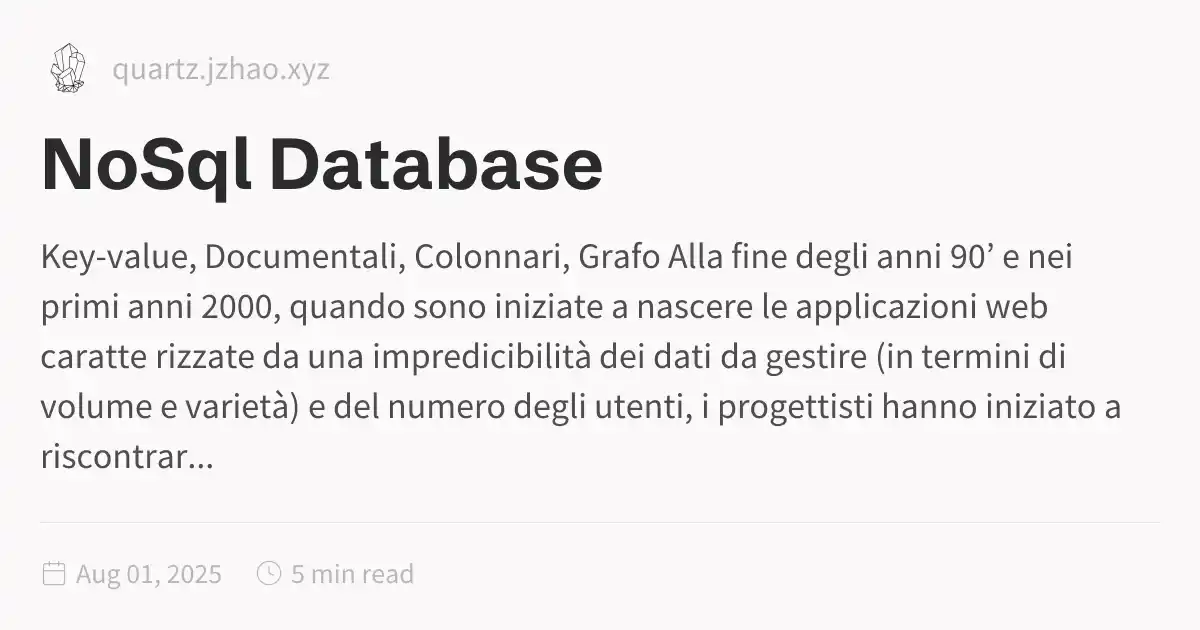 quartz.jzhao.xyz
NoSql Database
Key-value, Documentali, Colonnari, Grafo Alla fine degli anni 90’ e nei
primi anni 2000, quando sono iniziate a nascere le applicazioni web
caratte rizzate da una impredicibilità dei dati da gestire (in termini di
volume e varietà) e del numero degli utenti, i progettisti hanno iniziato a
riscontrar...
Aug 01, 2025 5 min read